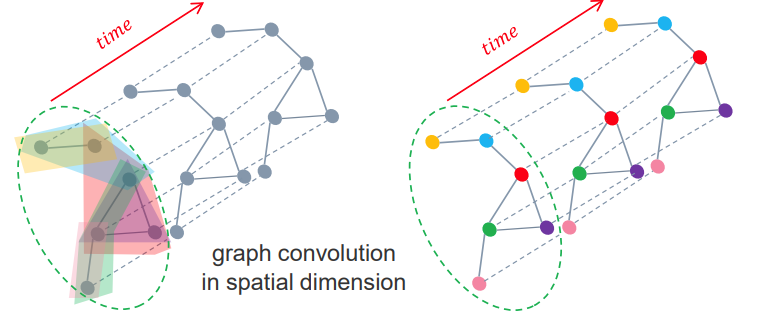 time
time
graph convolution
in spatial dimension